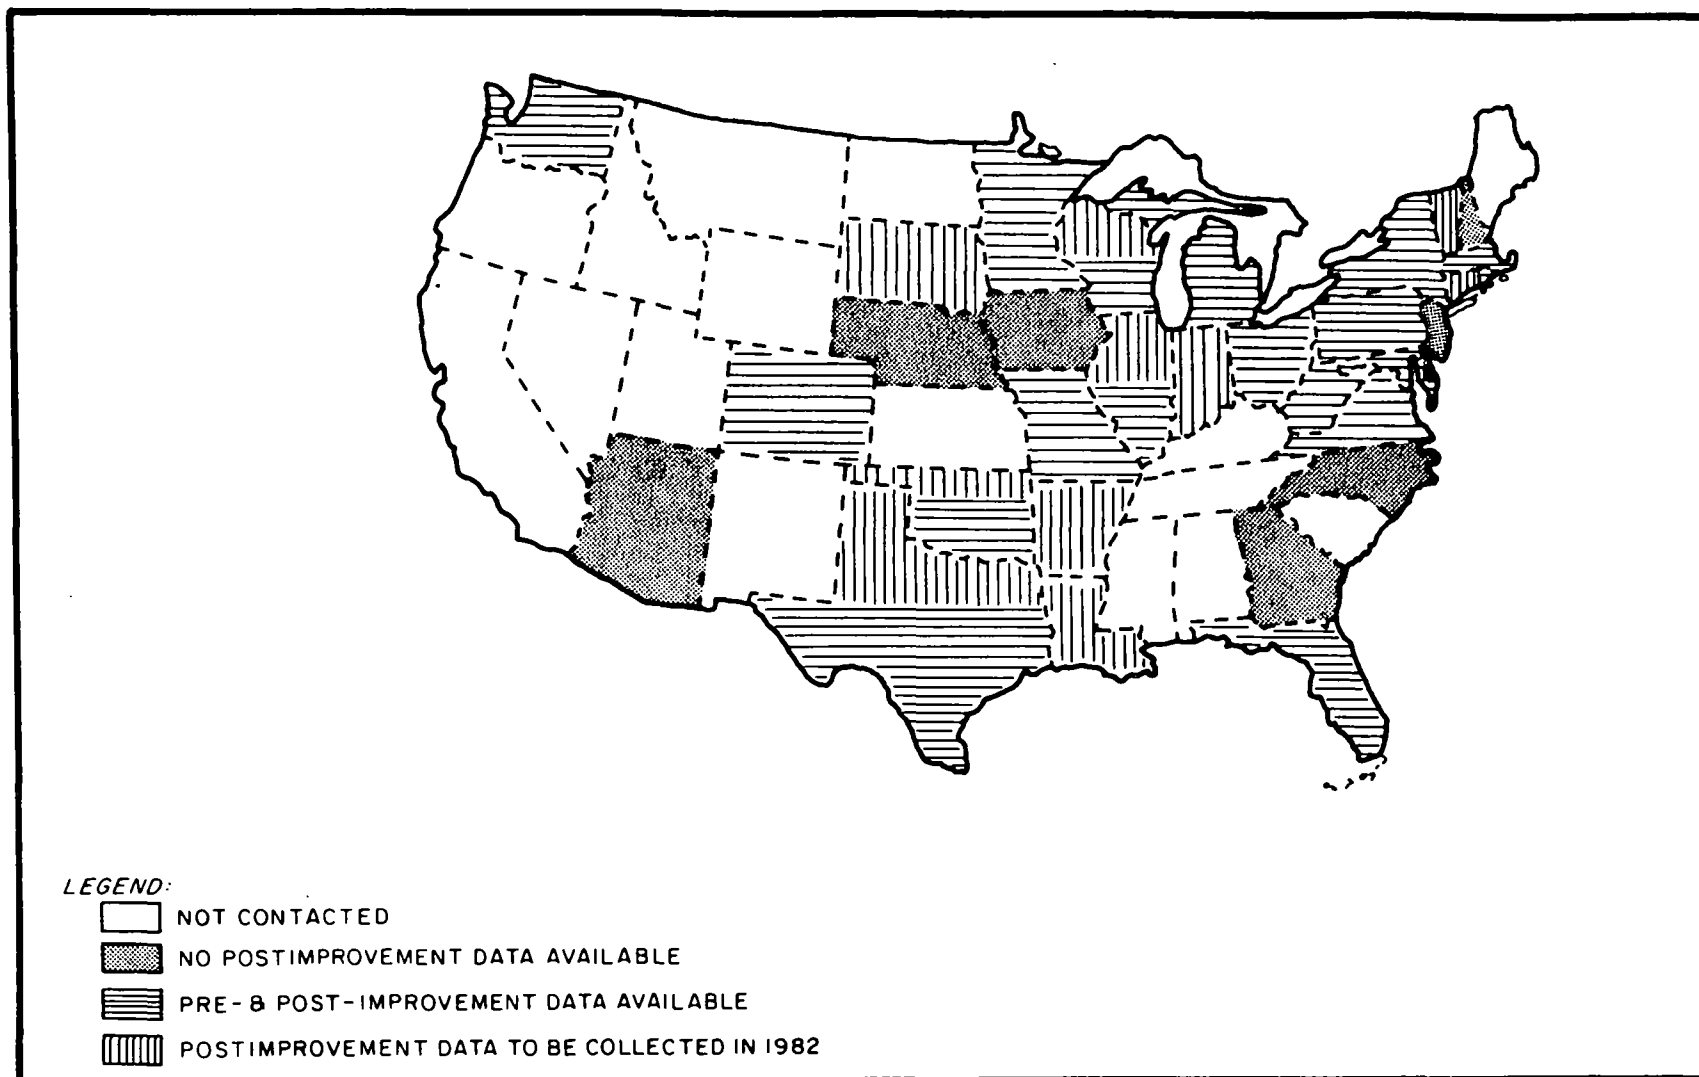 LEGEND:
NOT CONTACTED
NO POSTIMPROVEMENT DATA AVAILABLE
PRE- & POST-IMPROVEMENT DATA AVAILABLE
POSTIMPROVEMENT DATA TO BE COLLECTED IN 1982